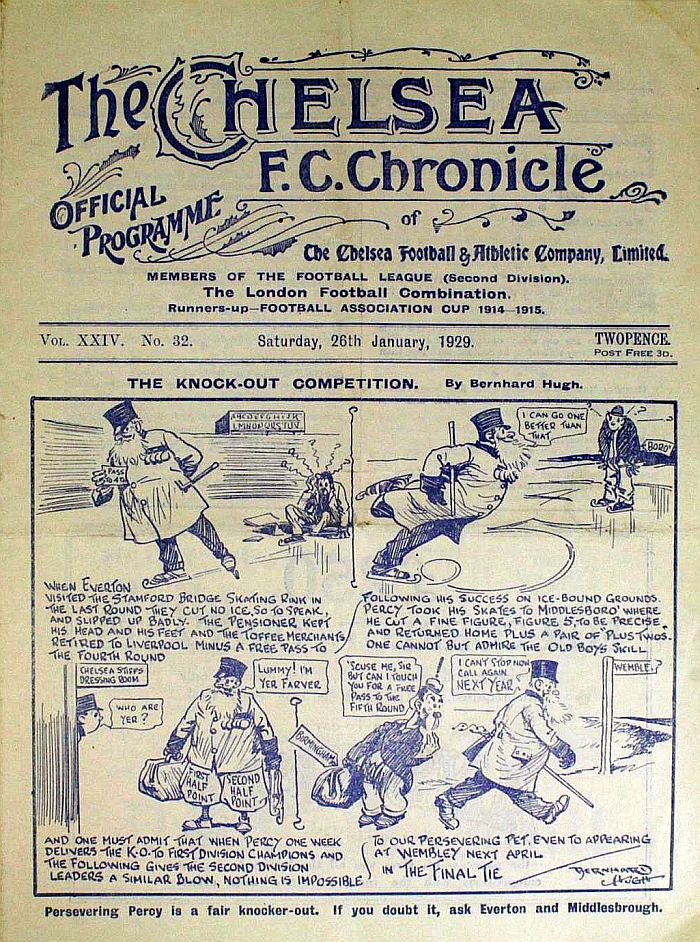 The CHELSEA
F.C. Chronicle
OFFICIAL
PROGRAMME
of
The Chelsea Football & Athletic Company, Limited.
MEMBERS OF THE FOOTBALL LEAGUE (Second Division).
The London Football Combination.
Runners-up—FOOTBALL ASSOCIATION CUP 1914—1915.
VOL. XXIV. No. 32. Saturday, 26th January, 1929. TWOPENCE.
POST FREE 3D.
THE KNOCK-OUT COMPETITION. By Bernhard Hugh.
ABCDEFGHIJK
PASS
TO 4TH
I CAN GO ONE
BETTER THAN
THAT
BORO'
WHEN EVERTON
VISITED THE STAMFORD BRIDGE SKATING RINK IN
THE LAST ROUND THEY CUT NO ICE, SO TO SPEAK,
AND SLIPPED UP BADLY. THE PENSIONER KEPT
HIS HEAD AND HIS FEET AND THE TOFFEE MERCHANTS
RETIRED TO LIVERPOOL MINUS A FREE PASS TO
THE FOURTH ROUND
FOLLOWING HIS SUCCESS ON ICE-BOUND GROUNDS.
PERCY TOOK HIS SKATES TO MIDDLESBORO' WHERE
HE CUT A FINE FIGURE, FIGURE 5, TO BE PRECISE.
AND RETURNED HOME PLUS A PAIR OF PLUS TWOS.
ONE CANNOT BUT ADMIRE THE OLD BOYS SKILL
CHELSEA STIFFS
DRESSING ROOM
WHO ARE
YER?
LUMMY! I'M
YER FARVER
FIRST
HALF
POINT
SECOND
HALF
POINT
'SCUSE ME, SIR
BUT CAN I TOUCH
YOU FOR A FREE
PASS TO THE
FIFTH ROUND
BIRMINGHAM
I CAN'T STOP NOW
CALL AGAIN
NEXT YEAR
WEMBLEY
AND ONE MUST ADMIT THAT WHEN PERCY ONE WEEK
DELIVERS THE K.O. TO FIRST DIVISION CHAMPIONS AND
THE FOLLOWING GIVES THE SECOND DIVISION
LEADERS A SIMILAR BLOW, NOTHING IS IMPOSSIBLE
TO OUR PERSEVERING PET, EVEN TO APPEARING
AT WEMBLEY NEXT APRIL
IN THE FINAL TIE
BERNHARD
HUGH
Persevering Percy is a fair knocker-out. If you doubt it, ask Everton and Middlesbrough.